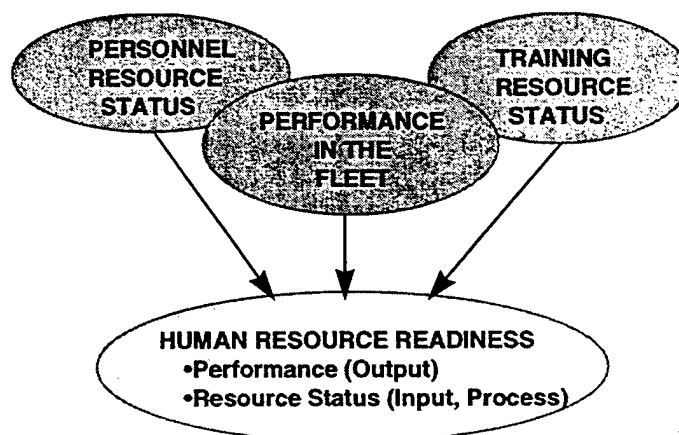 PERSONNEL
RESOURCE
STATUS
TRAINING
RESOURCE
STATUS
PERFORMANCE
IN THE
FLEET
HUMAN RESOURCE READINESS
•Performance (Output)
•Resource Status (Input, Process)